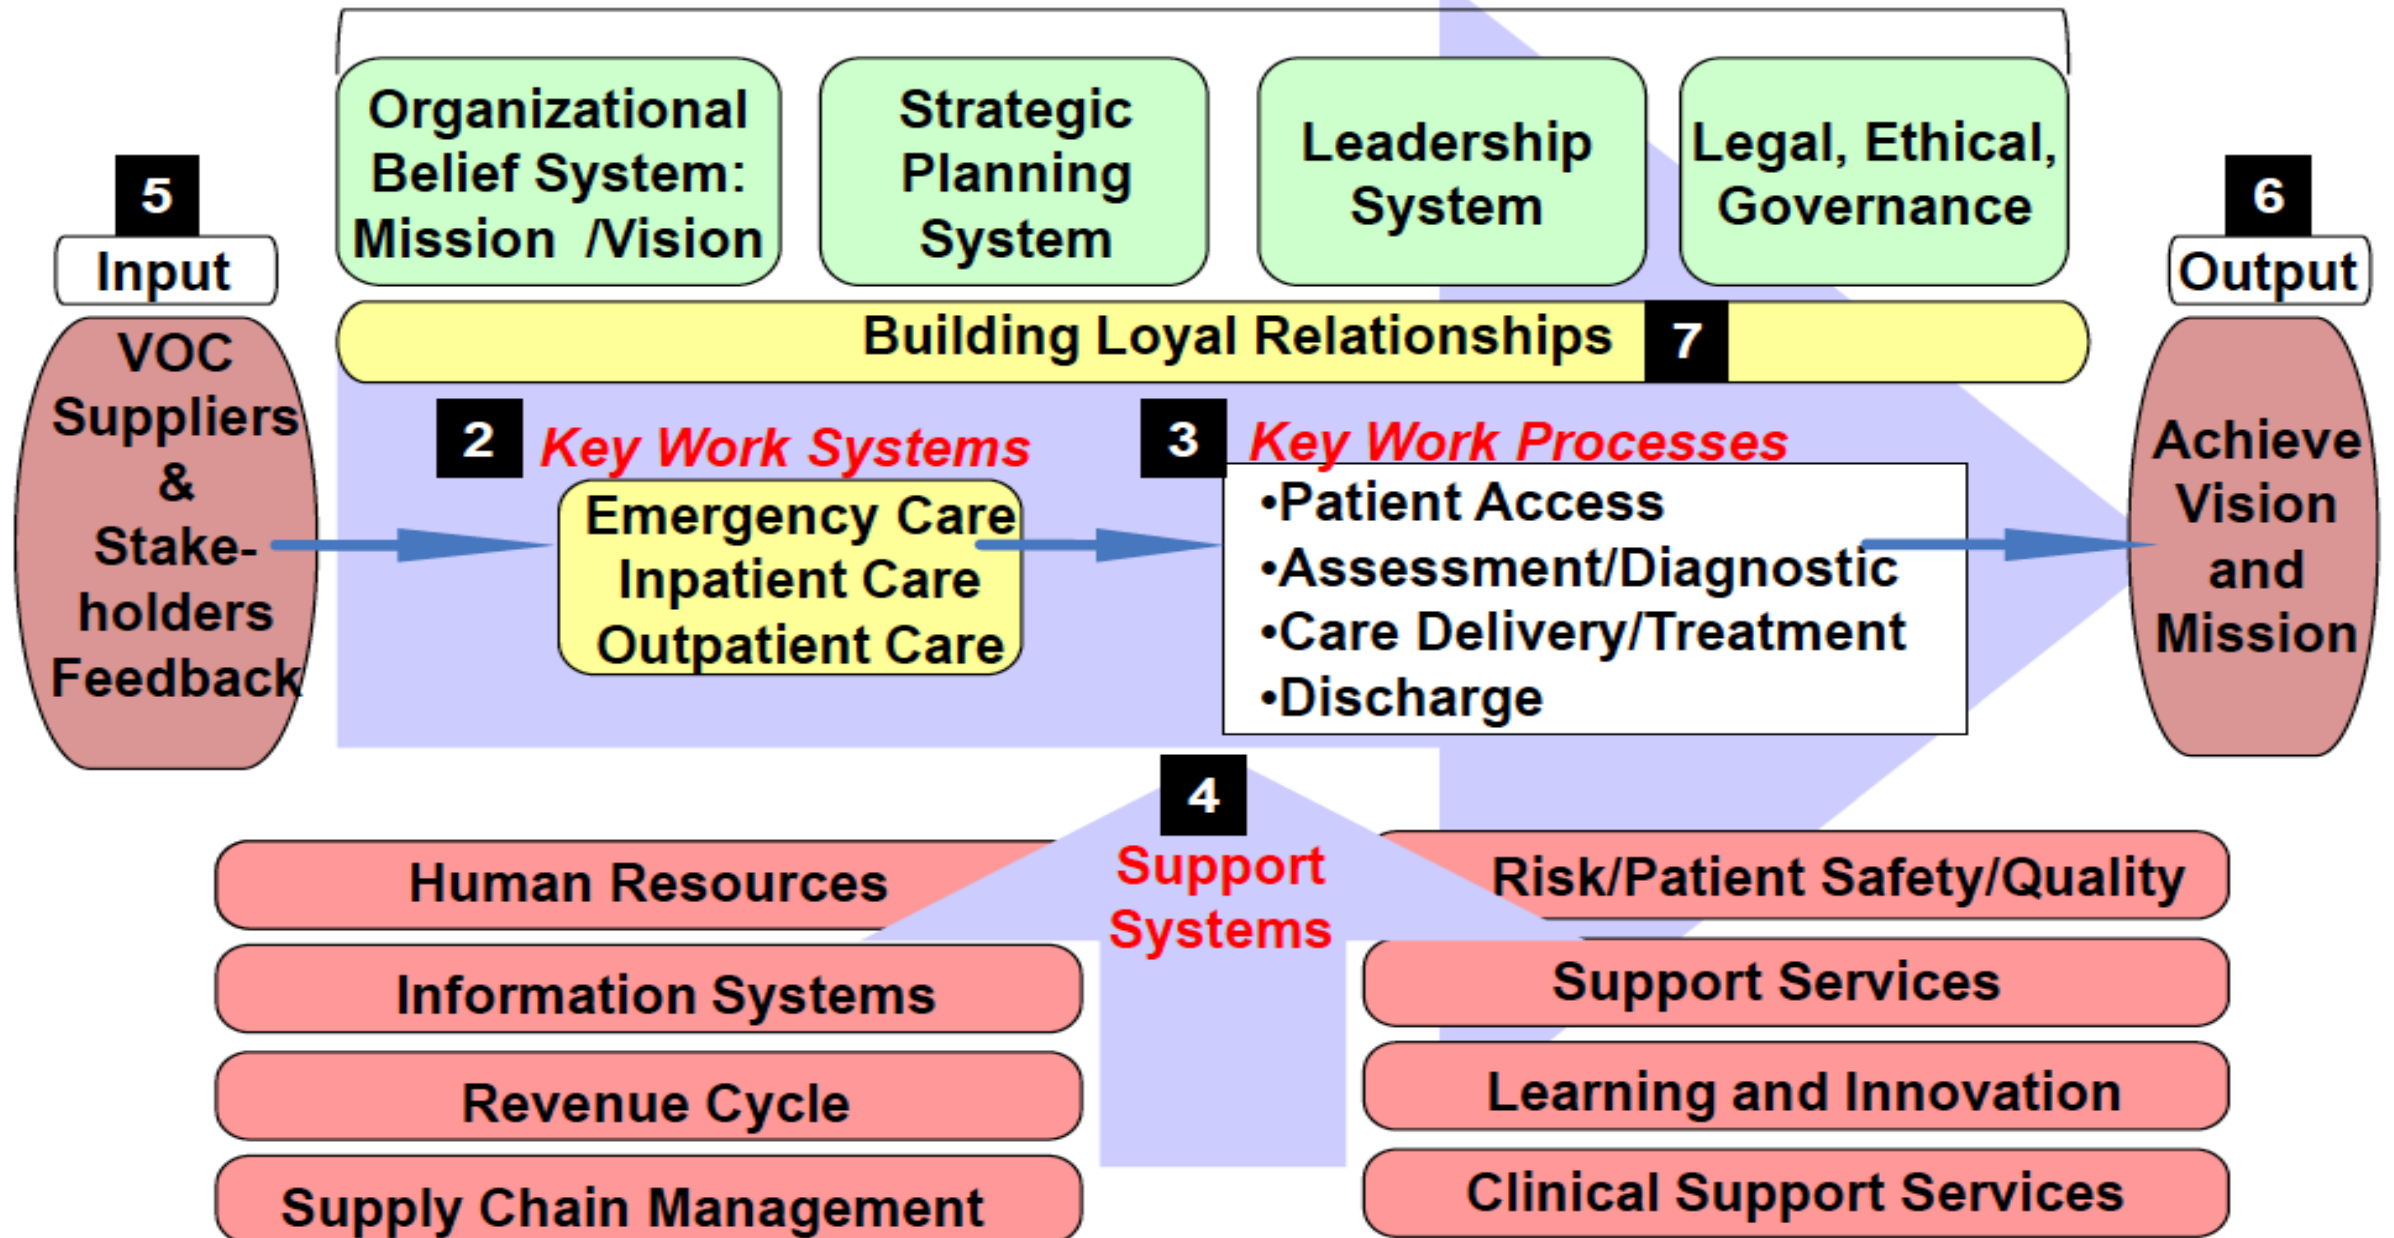 Organizational
Belief System:
Mission /Vision
Strategic
Planning
System
Leadership
System
Legal, Ethical,
Governance
5
Input
6
Output
Building Loyal Relationships 7
VOC
Suppliers
&
Stake-
holders
Feedback
2 Key Work Systems
Emergency Care
Inpatient Care
Outpatient Care
3 Key Work Processes
•Patient Access
•Assessment/Diagnostic
•Care Delivery/Treatment
•Discharge
Achieve
Vision
and
Mission
4
Support
Systems
Human Resources
Information Systems
Revenue Cycle
Supply Chain Management
Risk/Patient Safety/Quality
Support Services
Learning and Innovation
Clinical Support Services